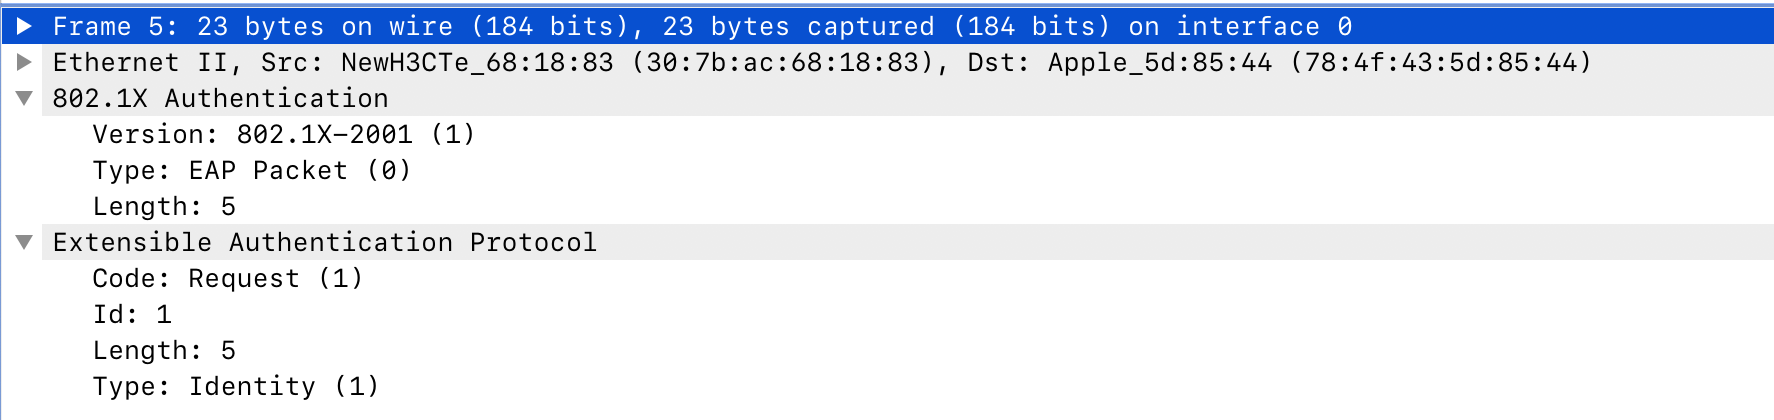 Frame 5: 23 bytes on wire (184 bits), 23 bytes captured (184 bits) on interface 0
Ethernet II, Src: NewH3CTe_68:18:83 (30:7b:ac:68:18:83), Dst: Apple_5d:85:44 (78:4f:43:5d:85:44)
802.1X Authentication
Version: 802.1X-2001 (1)
Type: EAP Packet (0)
Length: 5
Extensible Authentication Protocol
Code: Request (1)
Id: 1
Length: 5
Type: Identity (1)